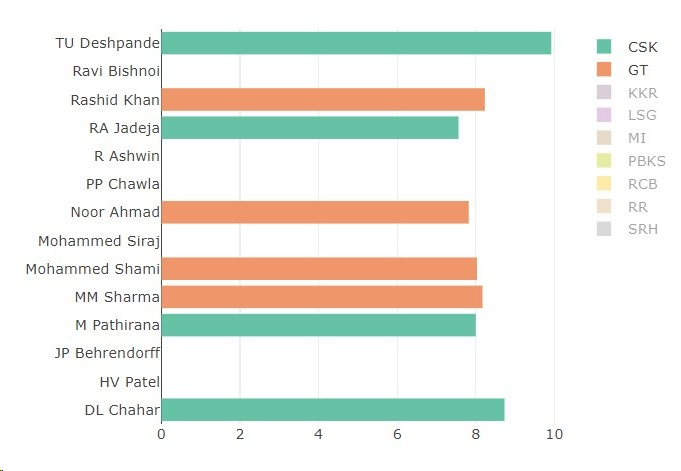 TU Deshpande
Ravi Bishnoi
Rashid Khan
RA Jadeja
R Ashwin
PP Chawla
Noor Ahmad
Mohammed Siraj
Mohammed Shami
MM Sharma
M Pathirana
JP Behrendorff
HV Patel
DL Chahar
0 2 4 6 8 10
CSK
GT
KKR
LSG
MI
PBKS
RCB
RR
SRH